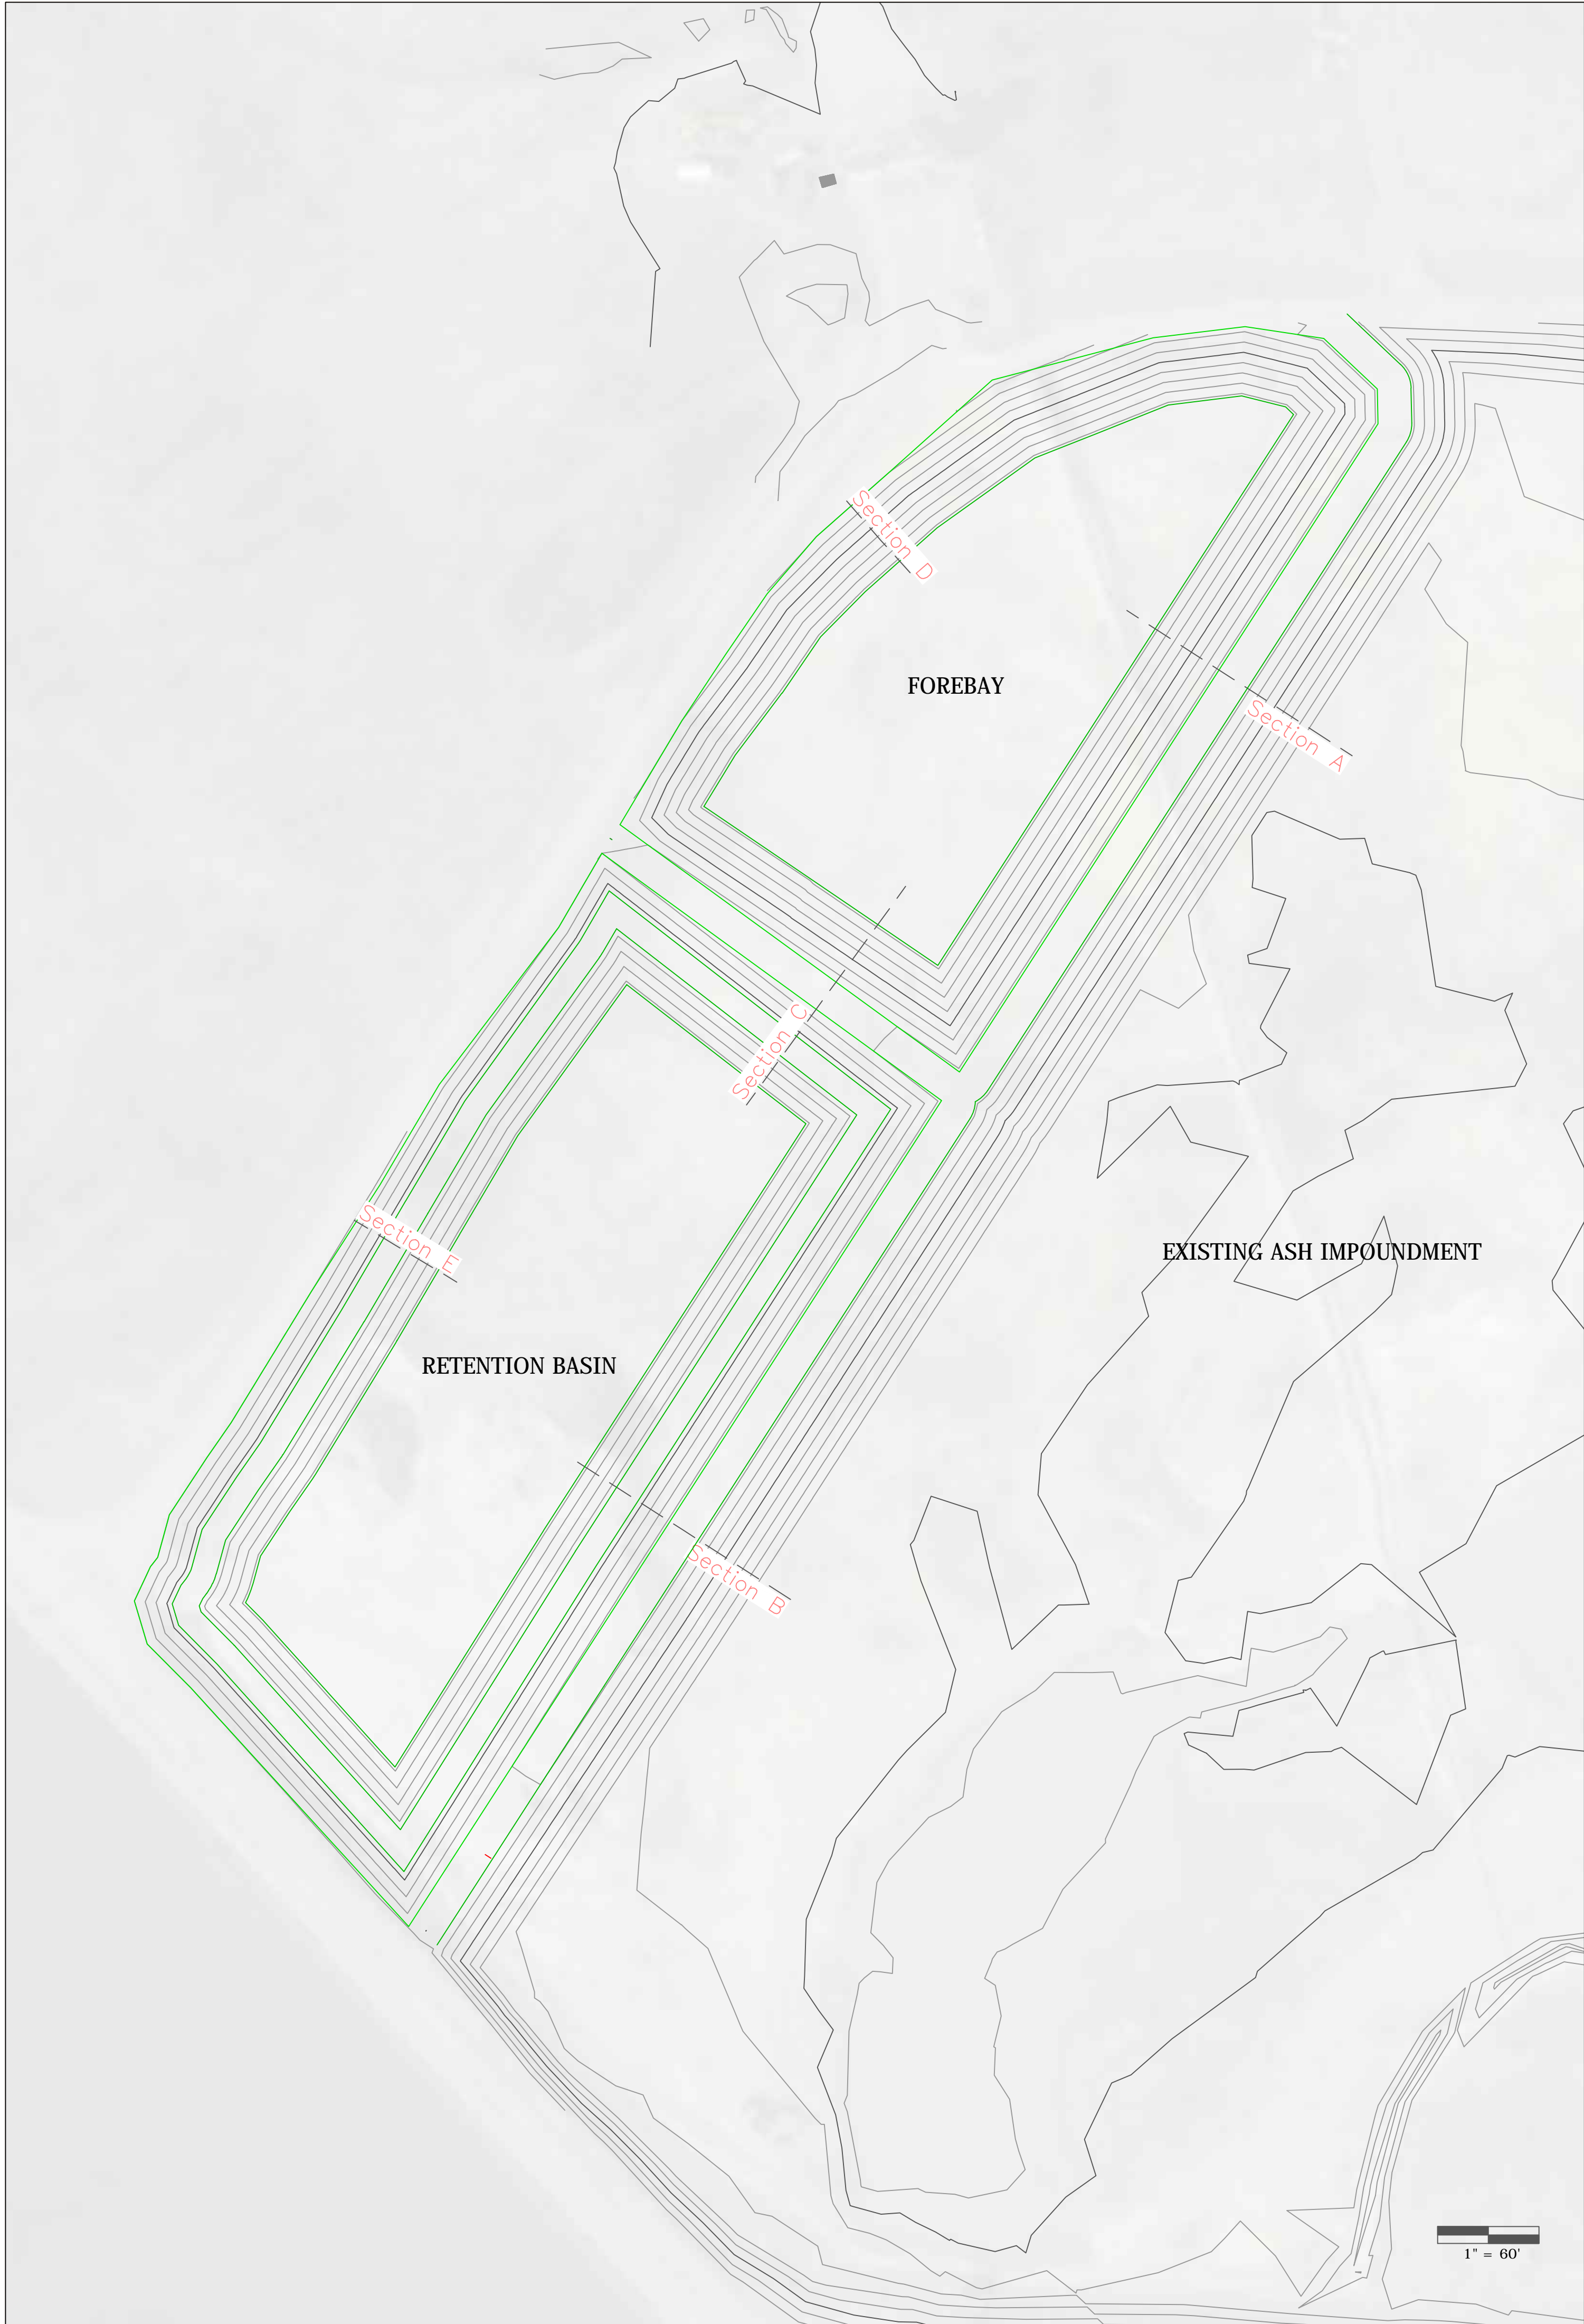 Section D
FOREBAY
Section A
Section C
Section E
EXISTING ASH IMPOUNDMENT
RETENTION BASIN
Section B
1" = 60'